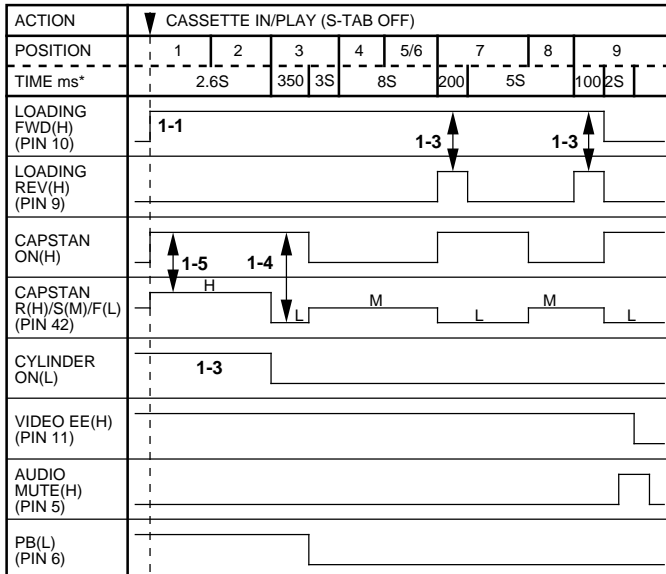 ACTION CASSETTE IN/PLAY (S-TAB OFF)
POSITION 1 2 3 4 5/6 7 8 9
TIME ms* 2.6S 350 3S 8S 200 5S 100 2S
LOADING
FWD(H)
(PIN 10)
1-1
1-3
1-3
LOADING
REV(H)
(PIN 9)
CAPSTAN
ON(H)
1-5
1-4
CAPSTAN
R(H)/S(M)/F(L)
(PIN 42)
H L M L M L
CYLINDER
ON(L)
1-3
VIDEO EE(H)
(PIN 11)
AUDIO
MUTE(H)
(PIN 5)
PB(L)
(PIN 6)